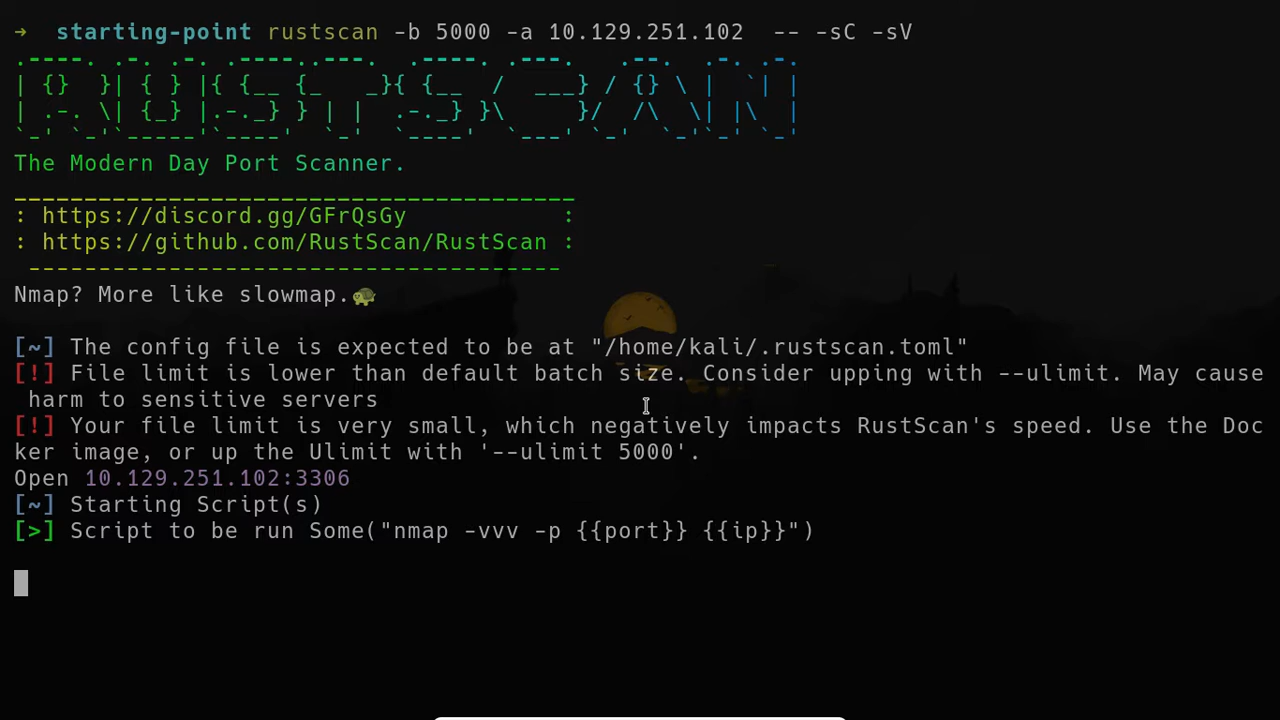 → starting-point rustscan -b 5000 -a 10.129.251.102  -- -sC -sV
.----. .-. .-. .----..---.  .----. .---.   .--.  .-. .-.
| {}  }| { } |{ {__ {_   _}{ {__  /  ___} / {} \ |  `| |
| .-. \| {_} |.-._} } | |  .-._} }\     }/  /\  \| |\  |
`-' `-'`-----'`----'  `-'  `----'  `---' `-'  `-'`-' `-'
The Modern Day Port Scanner.
________________________________________
: https://discord.gg/GFrQsGy           :
: https://github.com/RustScan/RustScan :
 --------------------------------------
Nmap? More like slowmap.🐢
[~] The config file is expected to be at "/home/kali/.rustscan.toml"
[!] File limit is lower than default batch size. Consider upping with --ulimit. May cause
 harm to sensitive servers
[!] Your file limit is very small, which negatively impacts RustScan's speed. Use the Doc
ker image, or up the Ulimit with '--ulimit 5000'.
Open 10.129.251.102:3306
[~] Starting Script(s)
[>] Script to be run Some("nmap -vvv -p {{port}} {{ip}}")